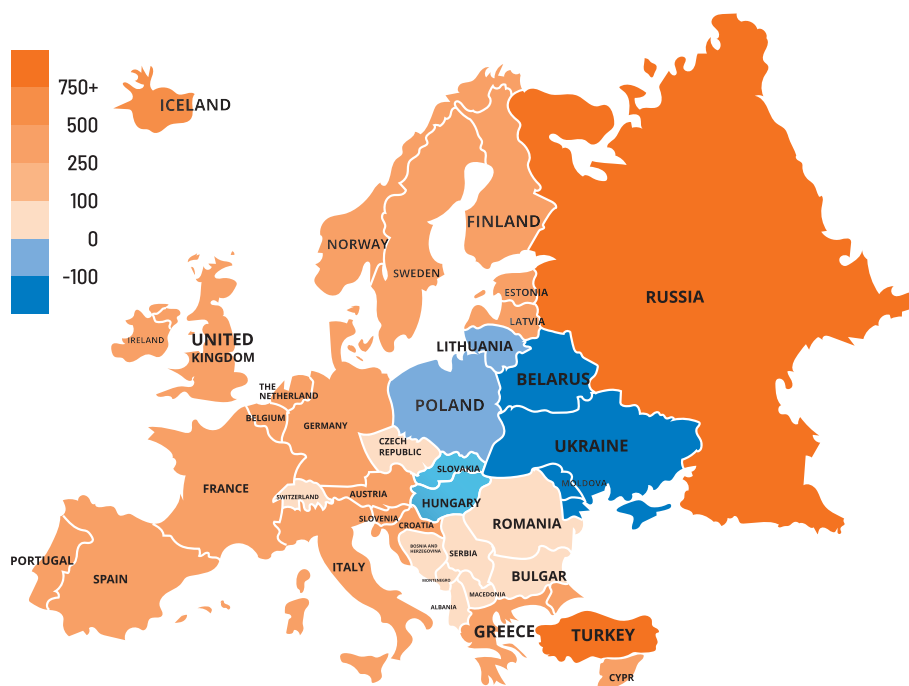 750+
500
250
100
0
-100
ICELAND
NORWAY
SWEDEN
FINLAND
ESTONIA
LATVIA
LITHUANIA
RUSSIA
IRELAND
UNITED
KINGDOM
THE
NETHERLAND
BELGIUM
GERMANY
POLAND
BELARUS
UKRAINE
CZECH
REPUBLIC
SLOVAKIA
MOLDOVA
FRANCE
SWITZERLAND
AUSTRIA
HUNGARY
SLOVENIA
CROATIA
ROMANIA
BOSNIA AND
HERZEGOVINA
SERBIA
PORTUGAL
SPAIN
ITALY
MONTENEGRO
BULGAR
MACEDONIA
ALBANIA
GREECE
TURKEY
CYPR